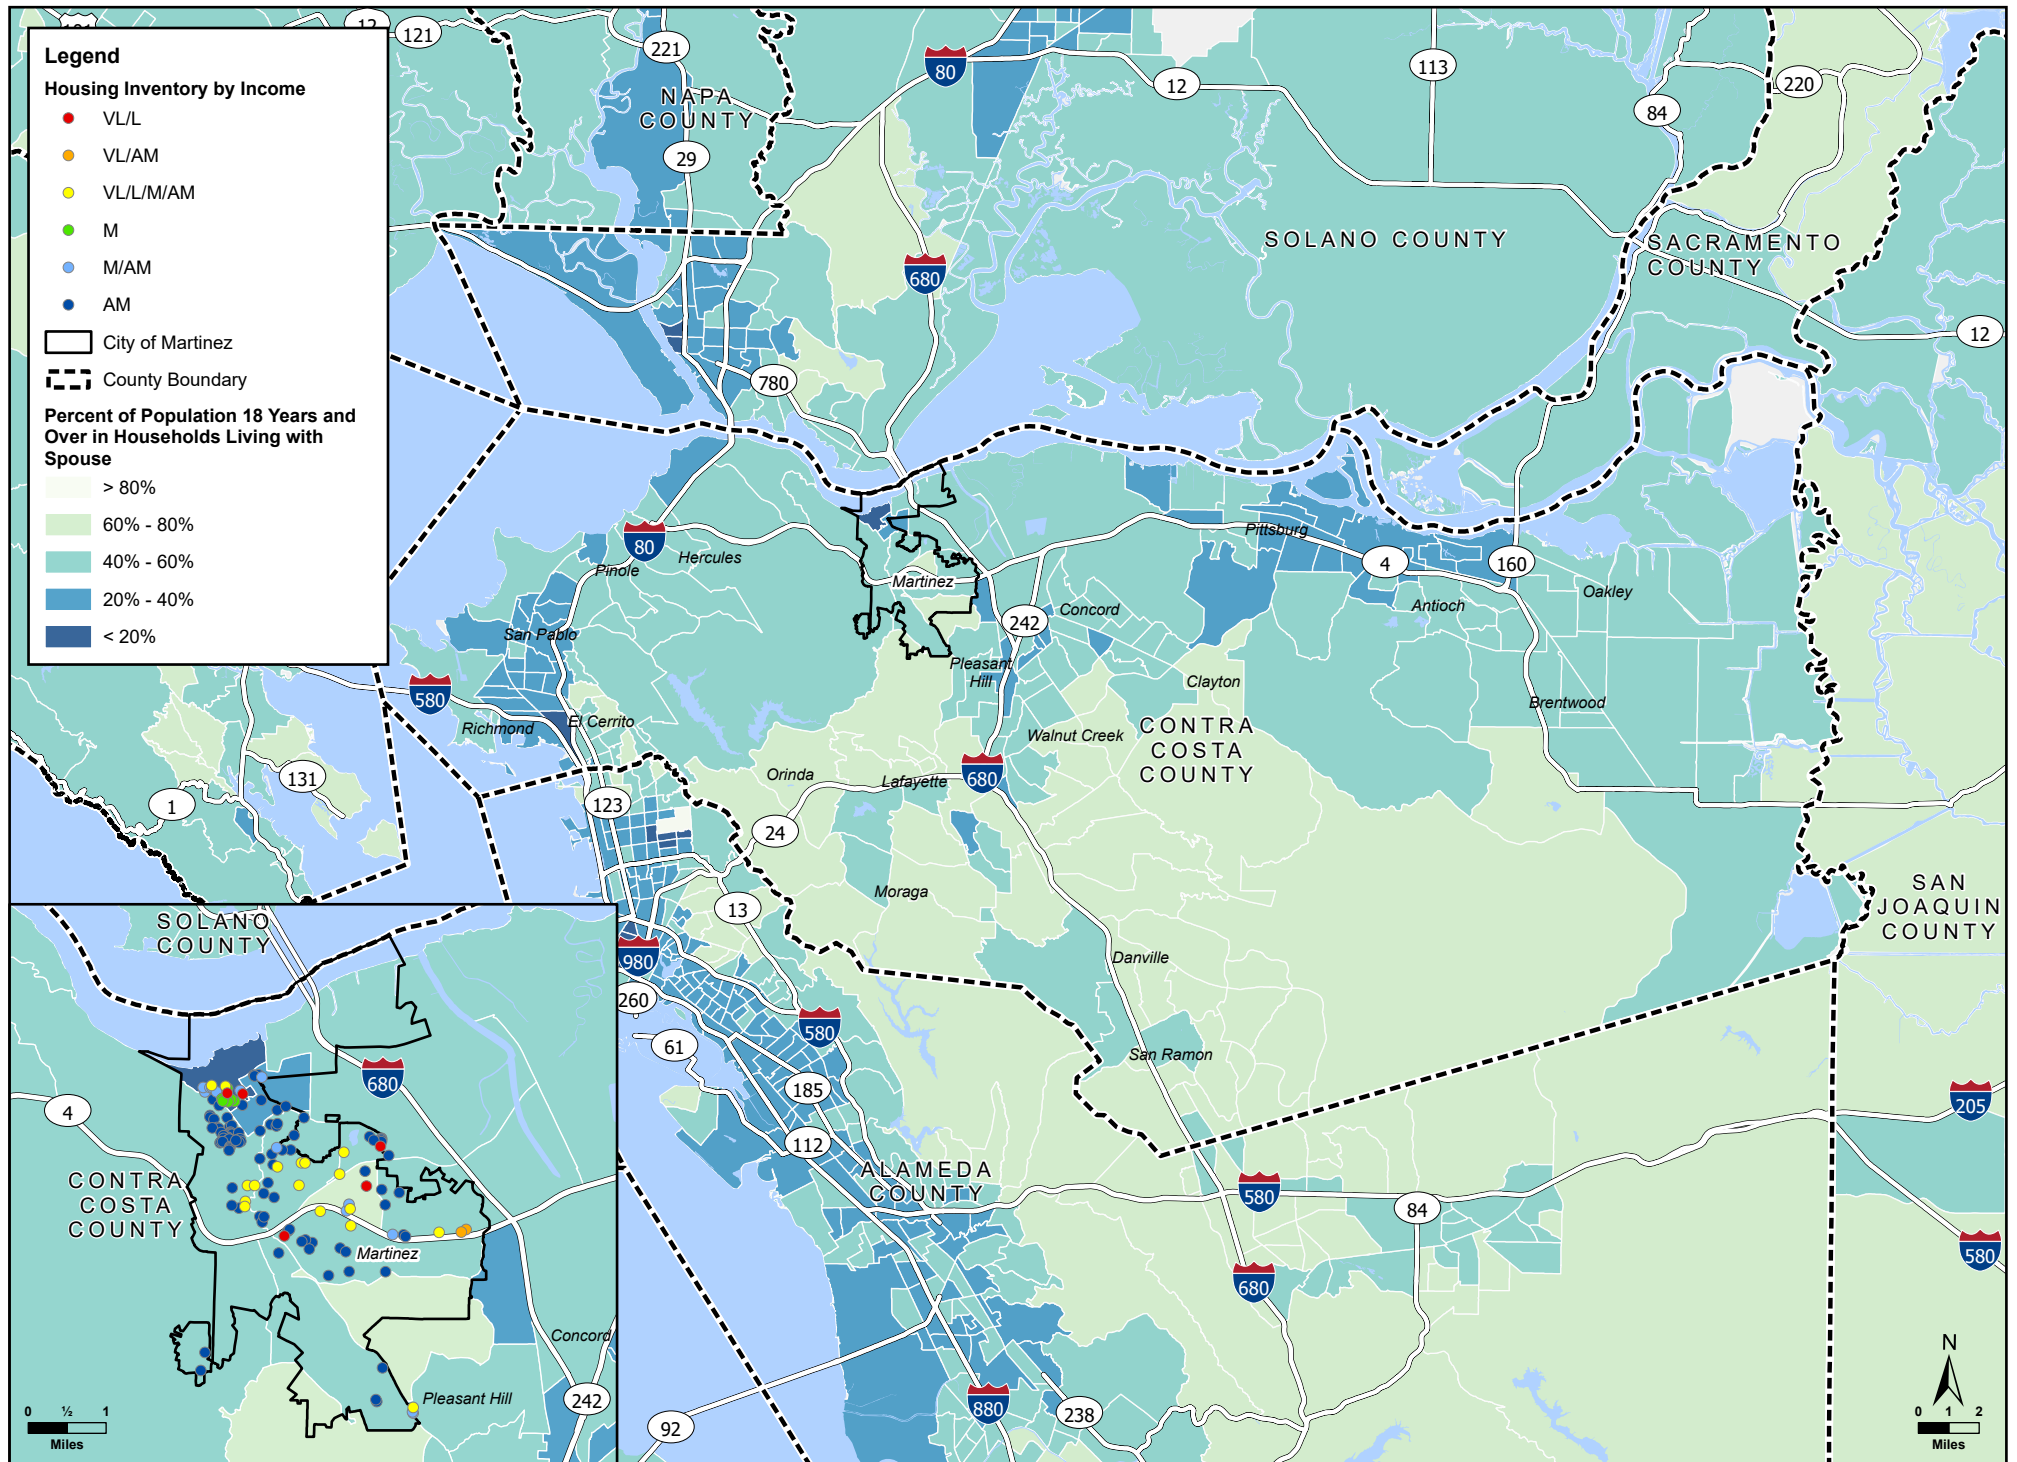 Legend
Housing Inventory by Income
VL/L
VL/AM
VL/L/M/AM
M
M/AM
AM
City of Martinez
County Boundary
Percent of Population 18 Years and
Over in Households Living with
Spouse
> 80%
60% - 80%
40% - 60%
20% - 40%
< 20%
12
121
221
80
12
113
84
220
NAPA
COUNTY
29
SOLANO COUNTY
SACRAMENTO
COUNTY
680
12
780
80
Hercules
Pinole
Martinez
Pittsburg
4
160
Antioch
Oakley
242
Concord
San Pablo
Pleasant
Hill
Clayton
580
Richmond
El Cerrito
Brentwood
Walnut Creek
CONTRA
COSTA
COUNTY
131
1
Orinda
Lafayette
680
123
24
Moraga
13
SAN
JOAQUIN
COUNTY
980
Danville
260
61
580
San Ramon
185
112
205
ALAMEDA
COUNTY
580
84
580
680
880
238
92
N
0 1 2
Miles
SOLANO
COUNTY
680
4
CONTRA
COSTA
COUNTY
Martinez
Concord
Pleasant Hill
242
0 ½ 1
Miles